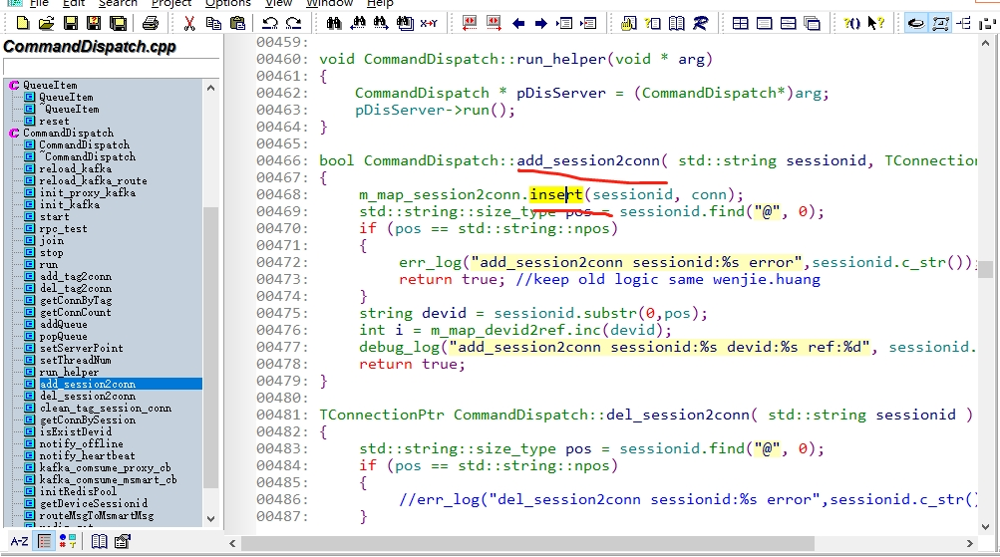 File Edit Search Project Options View Window Help
CommandDispatch.cpp
QueueItem
QueueItem
~QueueItem
reset
CommandDispatch
CommandDispatch
~CommandDispatch
reload_kafka
reload_kafka_route
init_proxy_kafka
init_kafka
start
rpc_test
join
stop
run
add_tag2conn
del_tag2conn
getConnByTag
getConnCount
addQueue
popQueue
setServerPoint
setThreadNum
run_helper
add_session2conn
del_session2conn
clean_tag_session_conn
getConnBySession
isExistDevid
notify_offline
notify_heartbeat
kafka_comsume_proxy_cb
kafka_comsume_msmart_cb
initRedisPool
getDeviceSessionid
routeMsgToMsmartMsg
A-Z
00459:
00460: void CommandDispatch::run_helper(void * arg)
00461: {
00462: CommandDispatch * pDisServer = (CommandDispatch*)arg;
00463: pDisServer->run();
00464: }
00465:
00466: bool CommandDispatch::add_session2conn( std::string sessionid, TConnection
00467: {
00468: m_map_session2conn.insert(sessionid, conn);
00469: std::string::size_type pos = sessionid.find("@", 0);
00470: if (pos == std::string::npos)
00471: {
00472: err_log("add_session2conn sessionid:%s error",sessionid.c_str());
00473: return true; //keep old logic same wenjie.huang
00474: }
00475: string devid = sessionid.substr(0,pos);
00476: int i = m_map_devid2ref.inc(devid);
00477: debug_log("add_session2conn sessionid:%s devid:%s ref:%d", sessionid.
00478: return true;
00479: }
00480:
00481: TConnectionPtr CommandDispatch::del_session2conn( std::string sessionid )
00482: {
00483: std::string::size_type pos = sessionid.find("@", 0);
00484: if (pos == std::string::npos)
00485: {
00486: //err_log("del_session2conn sessionid:%s error",sessionid.c_str()
00487: }